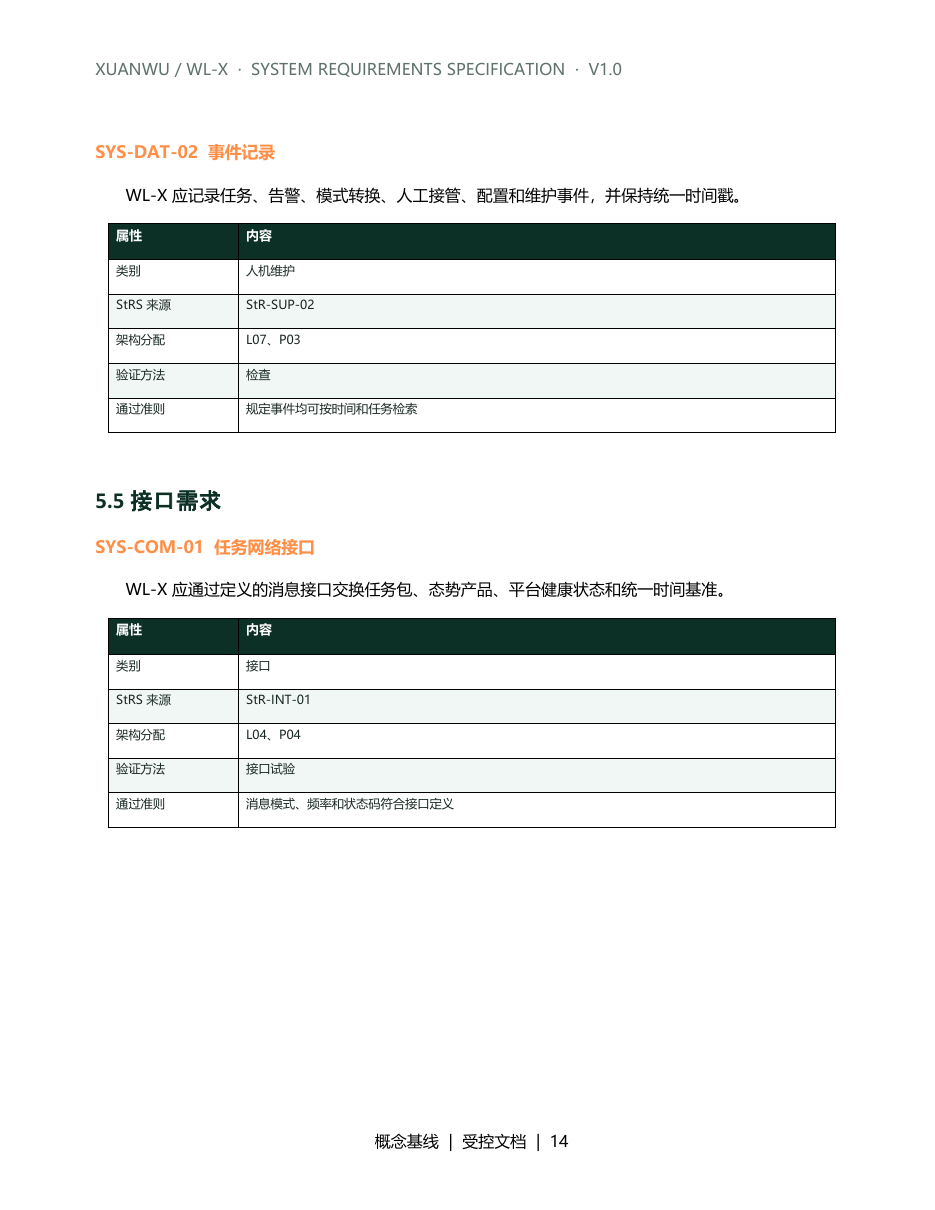 XUANWU / WL-X · SYSTEM REQUIREMENTS SPECIFICATION · V1.0
SYS-DAT-02 事件记录
WL-X 应记录任务、告警、模式转换、人工接管、配置和维护事件，并保持统一时间戳。
属性 内容
类别 人机维护
StRS 来源 StR-SUP-02
架构分配 L07、P03
验证方法 检查
通过准则 规定事件均可按时间和任务检索
5.5 接口需求
SYS-COM-01 任务网络接口
WL-X 应通过定义的消息接口交换任务包、态势产品、平台健康状态和统一时间基准。
属性 内容
类别 接口
StRS 来源 StR-INT-01
架构分配 L04、P04
验证方法 接口试验
通过准则 消息模式、频率和状态码符合接口定义
概念基线 | 受控文档 | 14